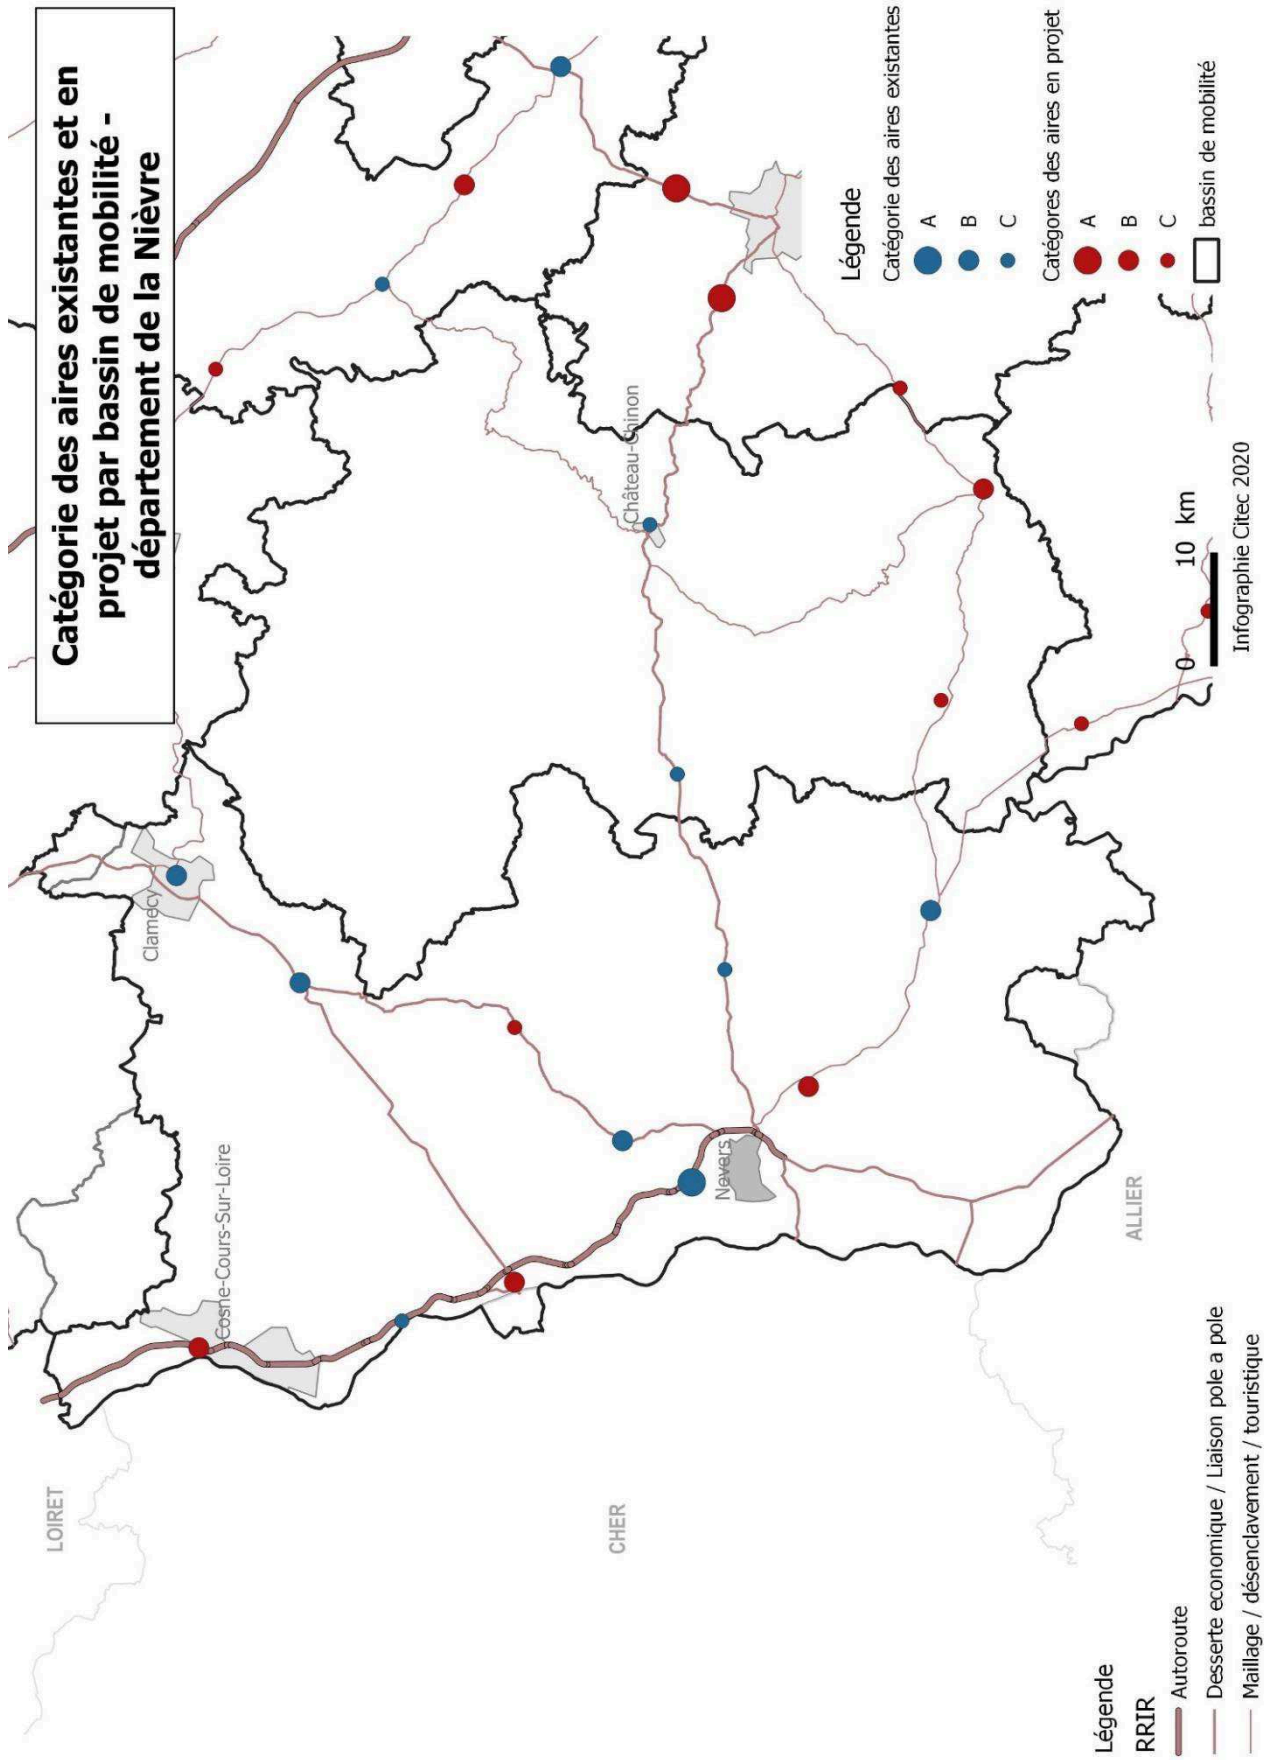 Catégorie des aires existantes et en
projet par bassin de mobilité -
département de la Nièvre
LOIRET
Cosne-Cours-Sur-Loire
Clamecy
CHER
Nevers
Château-Chinon
ALLIER
Légende
Catégorie des aires existantes
A
B
C
Catégores des aires en projet
A
B
C
bassin de mobilité
0 10 km
Infographie Citec 2020
Légende
RRIR
Autoroute
Desserte economique / Liaison pole a pole
Maillage / désenclavement / touristique